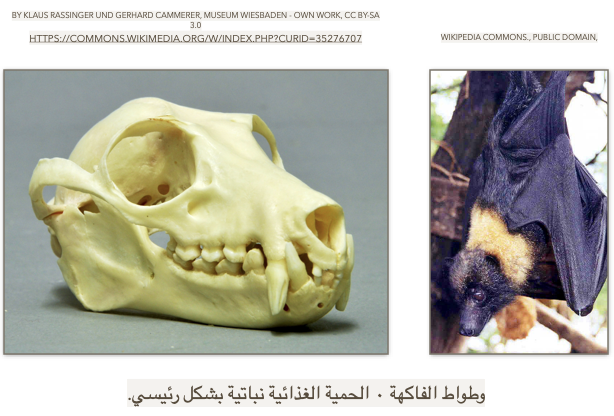 BY KLAUS RASSINGER UND GERHARD CAMMERER, MUSEUM WIESBADEN - OWN WORK, CC BY-SA
3.0
HTTPS://COMMONS.WIKIMEDIA.ORG/W/INDEX.PHP?CURID=35276707
WIKIPEDIA COMMONS., PUBLIC DOMAIN,
وطواط الفاكهة • الحمية الغذائية نباتية بشكل رئيسي.